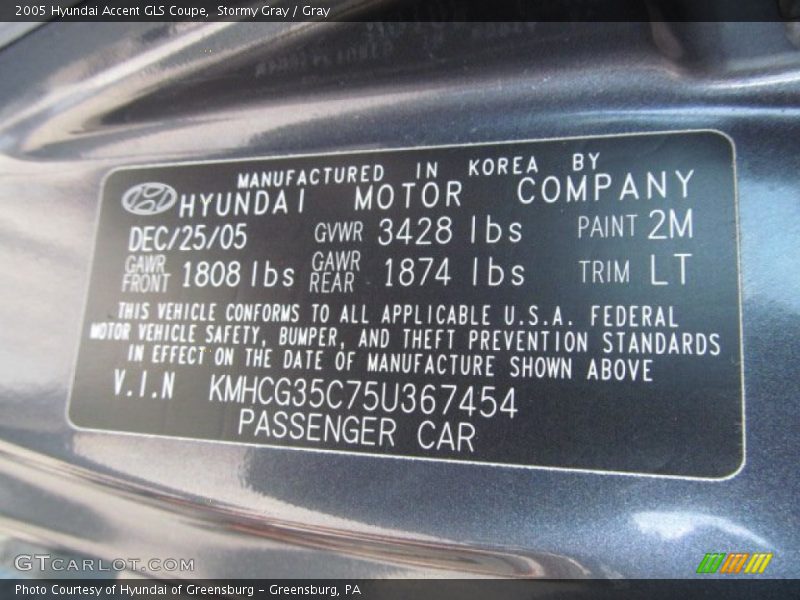 2005 Hyundai Accent GLS Coupe, Stormy Gray / Gray
MANUFACTURED IN KOREA BY
HYUNDAI MOTOR COMPANY
DEC/25/05 GVWR 3428 lbs PAINT 2M
GAWR FRONT 1808 lbs GAWR REAR 1874 lbs TRIM LT
THIS VEHICLE CONFORMS TO ALL APPLICABLE U.S.A. FEDERAL
MOTOR VEHICLE SAFETY, BUMPER, AND THEFT PREVENTION STANDARDS
IN EFFECT ON THE DATE OF MANUFACTURE SHOWN ABOVE
V.I.N KMHCG35C75U367454
PASSENGER CAR
GTCARLOT.COM
Photo Courtesy of Hyundai of Greensburg - Greensburg, PA